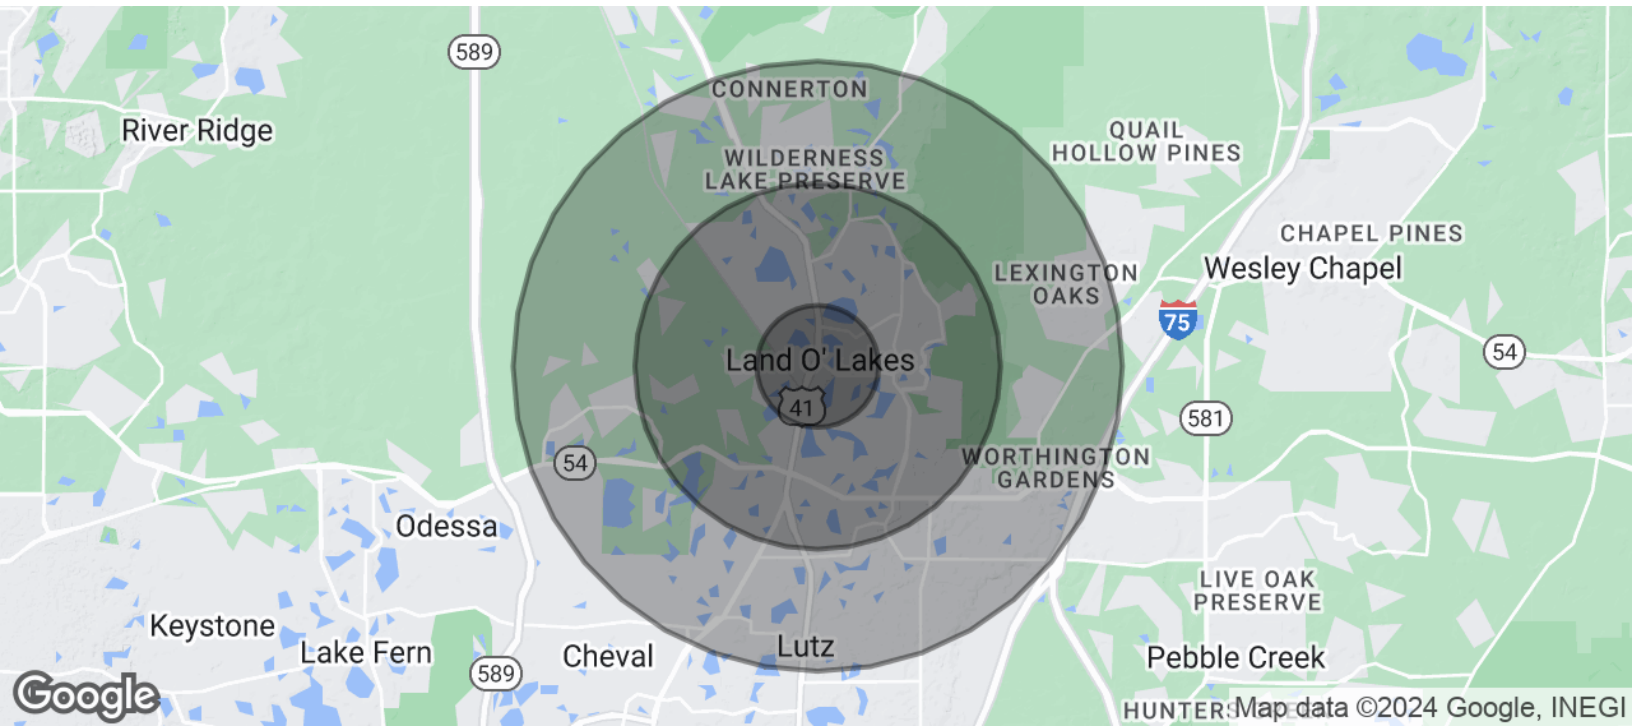 589
CONNERTON
River Ridge
QUAIL
HOLLOW PINES
WILDERNESS
LAKE PRESERVE
CHAPEL PINES
Wesley Chapel
LEXINGTON
OAKS
75
54
Land O' Lakes
41
581
54
WORTHINGTON
GARDENS
Odessa
LIVE OAK
PRESERVE
Keystone
Lake Fern
Cheval
Lutz
Pebble Creek
589
Google
HUNTERS
Map data ©2024 Google, INEGI